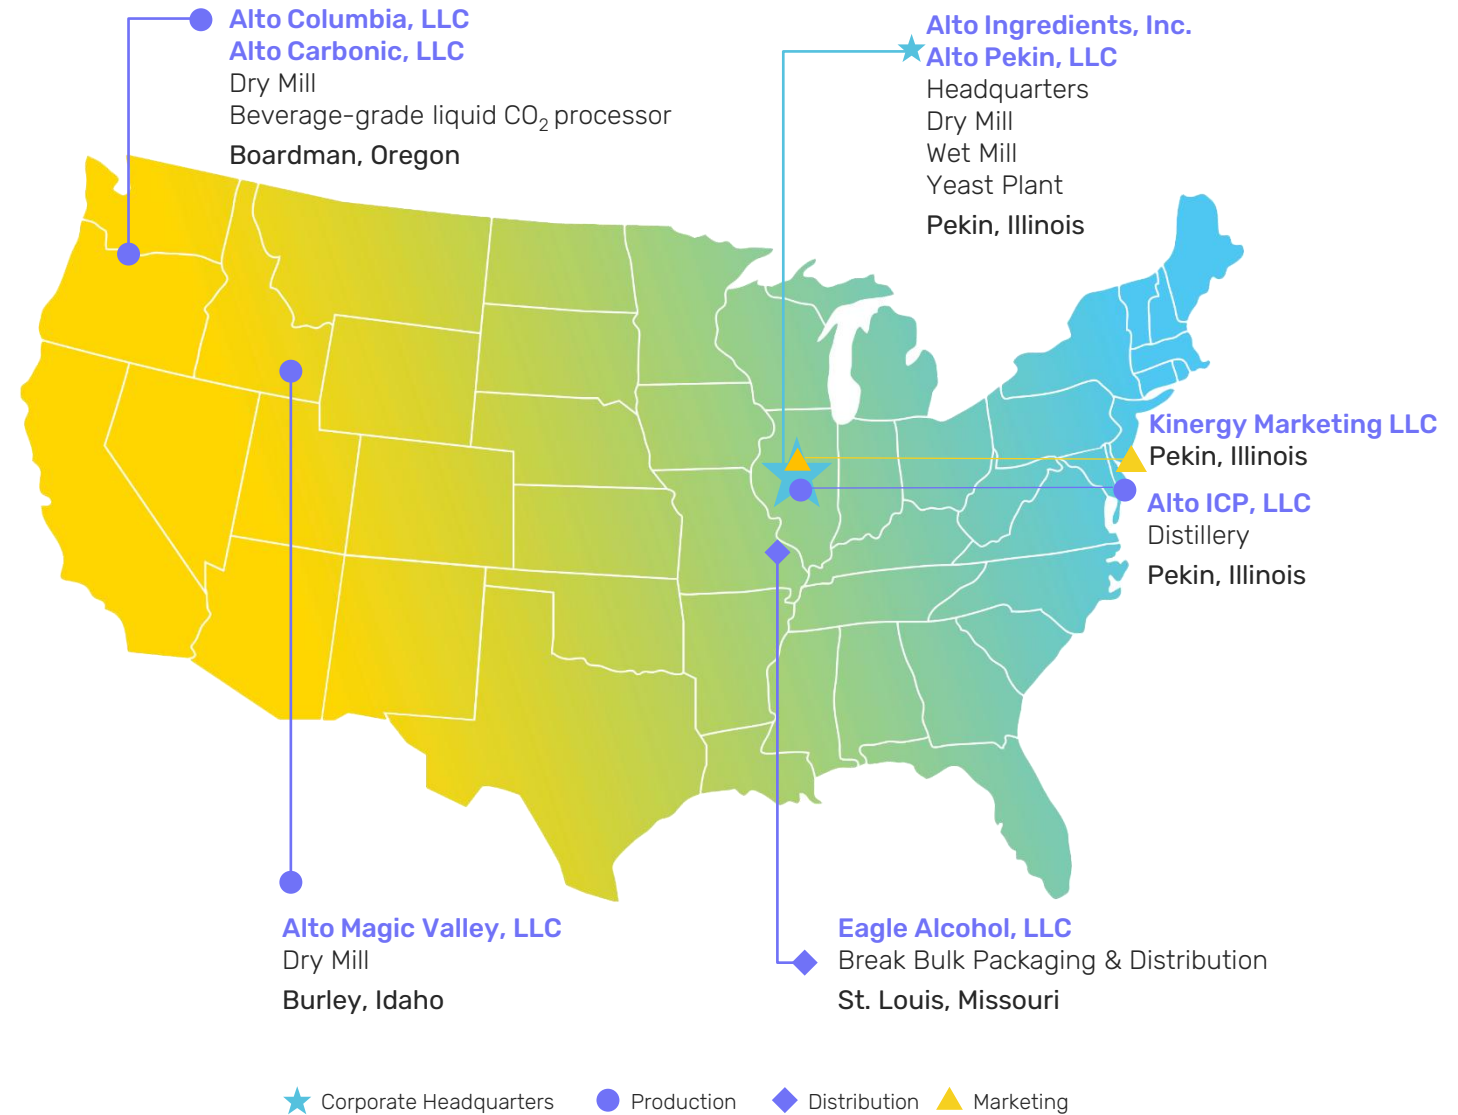 Alto Columbia, LLC
Alto Carbonic, LLC
Dry Mill
Beverage-grade liquid CO2 processor
Boardman, Oregon
Alto Ingredients, Inc.
Alto Pekin, LLC
Headquarters
Dry Mill
Wet Mill
Yeast Plant
Pekin, Illinois
Kinergy Marketing LLC
Pekin, Illinois
Alto ICP, LLC
Distillery
Pekin, Illinois
Alto Magic Valley, LLC
Dry Mill
Burley, Idaho
Eagle Alcohol, LLC
Break Bulk Packaging & Distribution
St. Louis, Missouri
Corporate Headquarters
Production
Distribution
Marketing